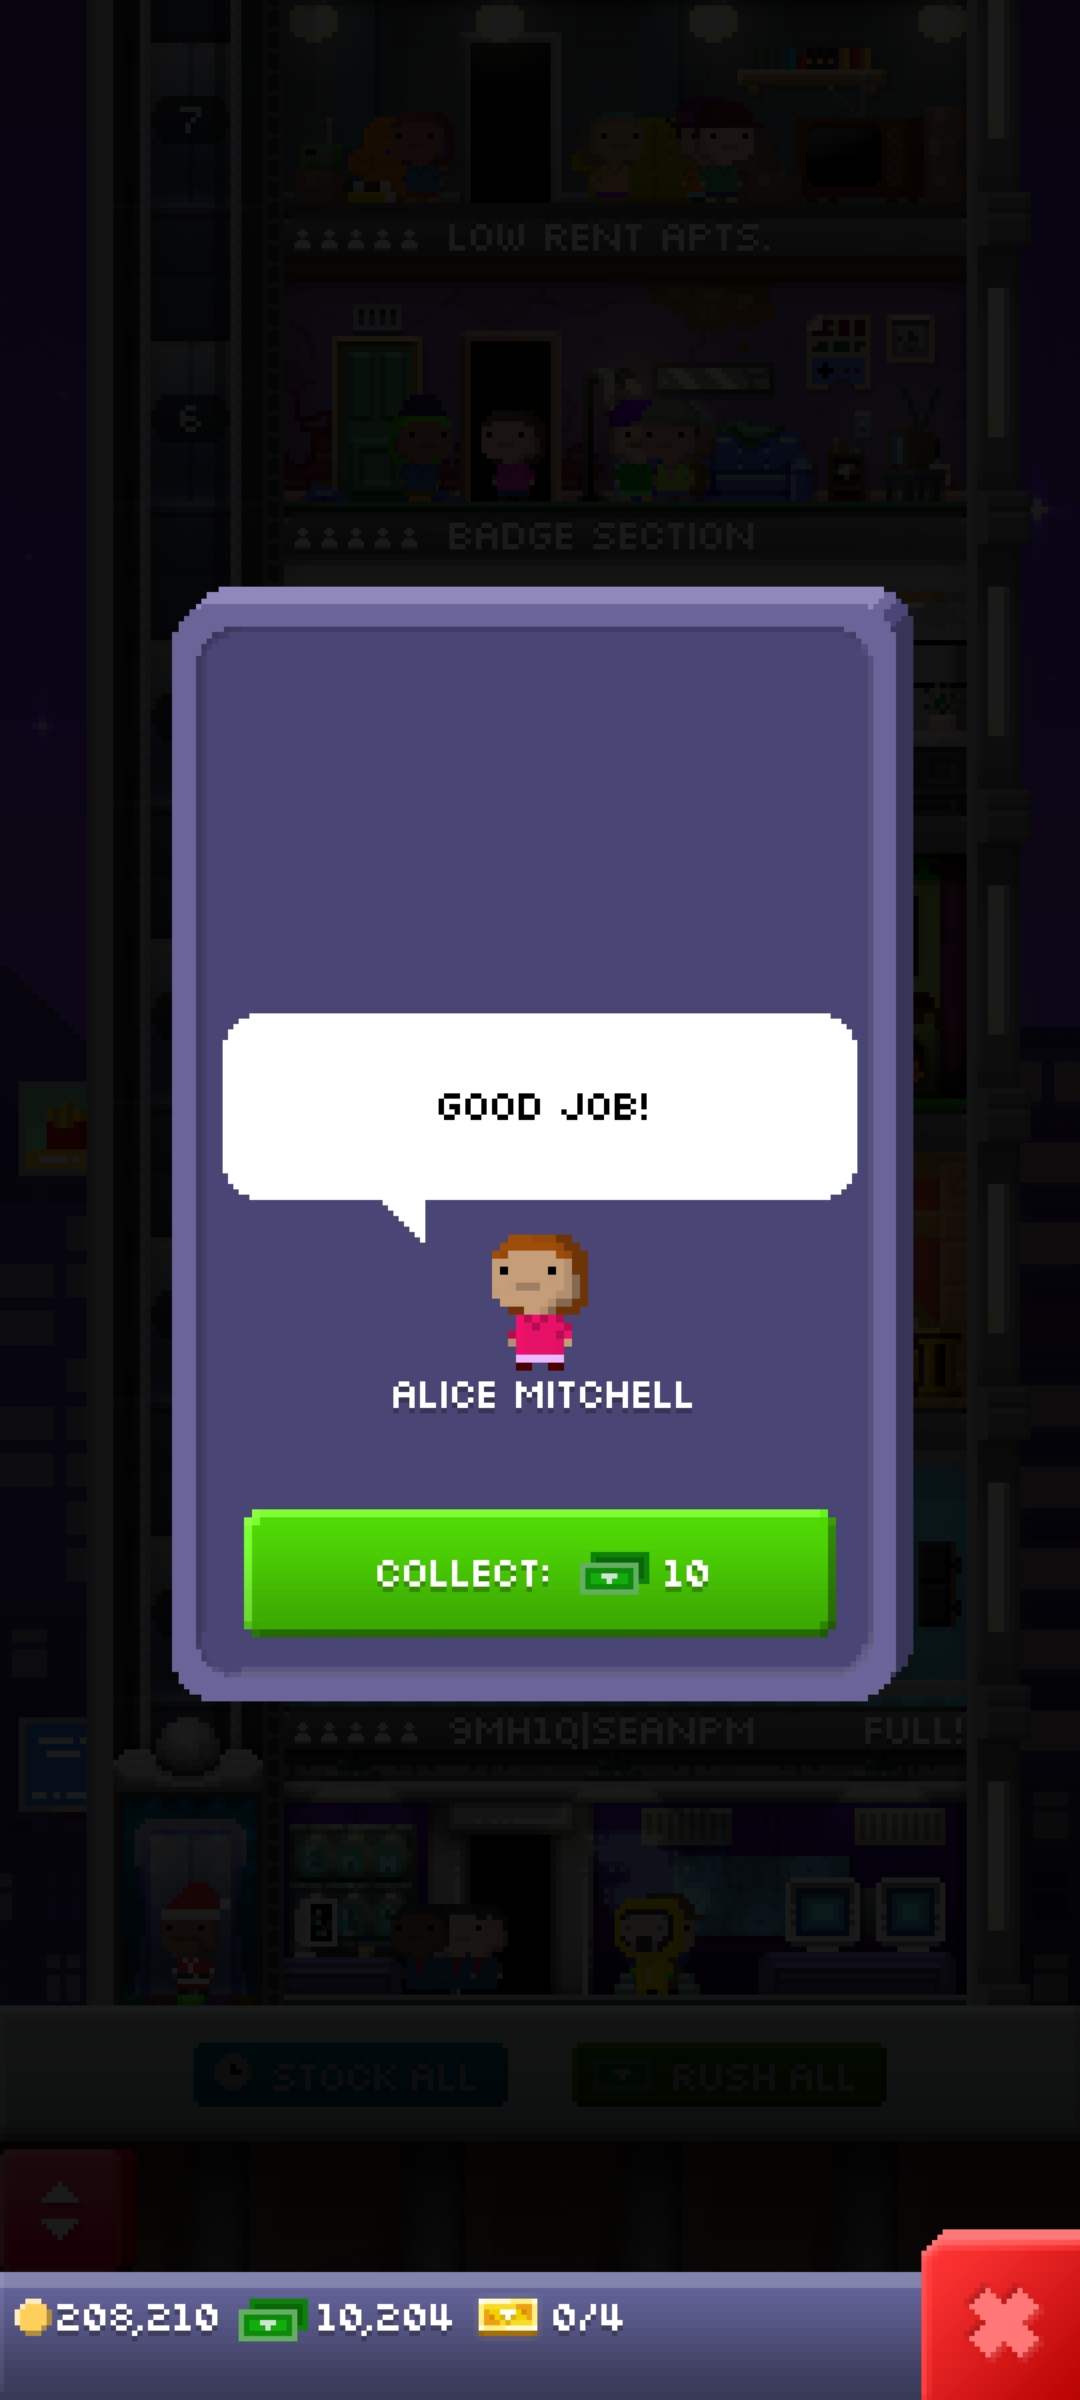 7
LOW RENT APTS.
6
BADGE SECTION
GOOD JOB!
ALICE MITCHELL
COLLECT: 10
9MH1Q|SEANPM FULL!
STOCK ALL RUSH ALL
208,210 10,204 0/4